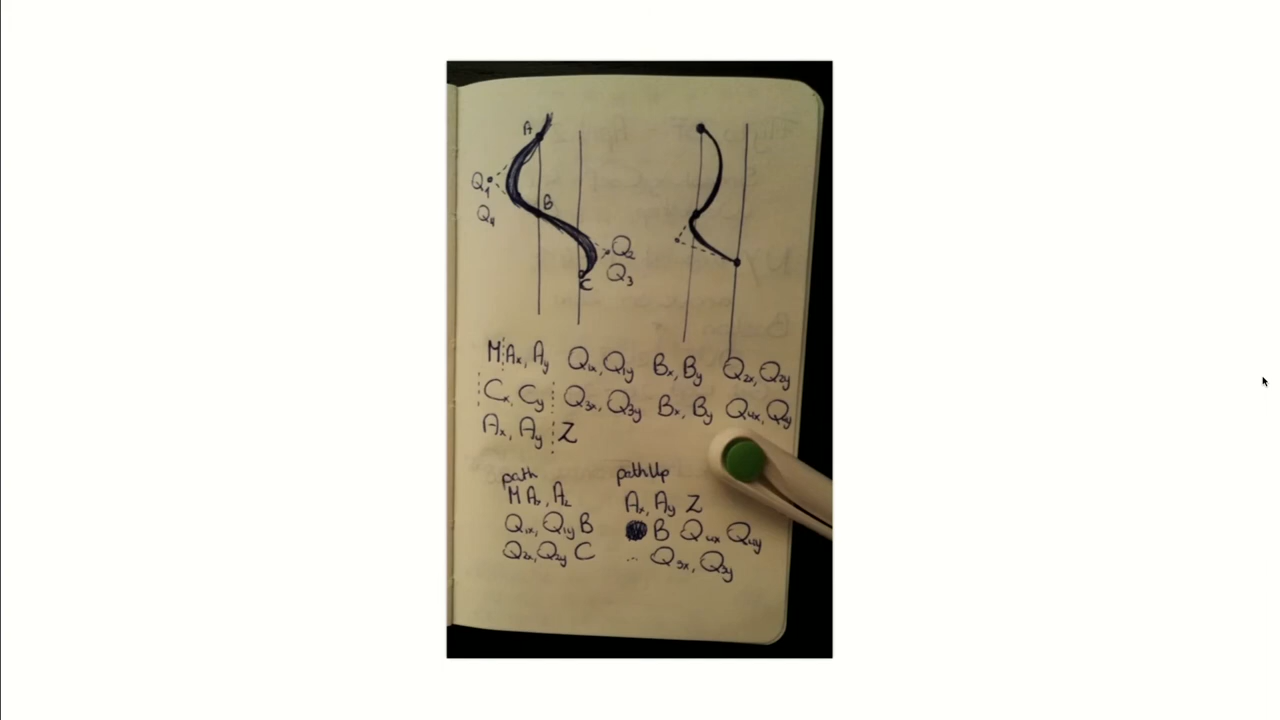 A
Q1
Q4
B
Q2
Q3
C
M Ax, Ay Q1x, Q1y Bx, By Q2x, Q2y
Cx, Cy Q3x, Q3y Bx, By Q4x, Q4y
Ax, Ay Z
path pathUp
M Ax, Az Ax, Ay Z
Q1x, Q1y B B Q4x Q4y
Q2x, Q2y C ... Q3x, Q3y